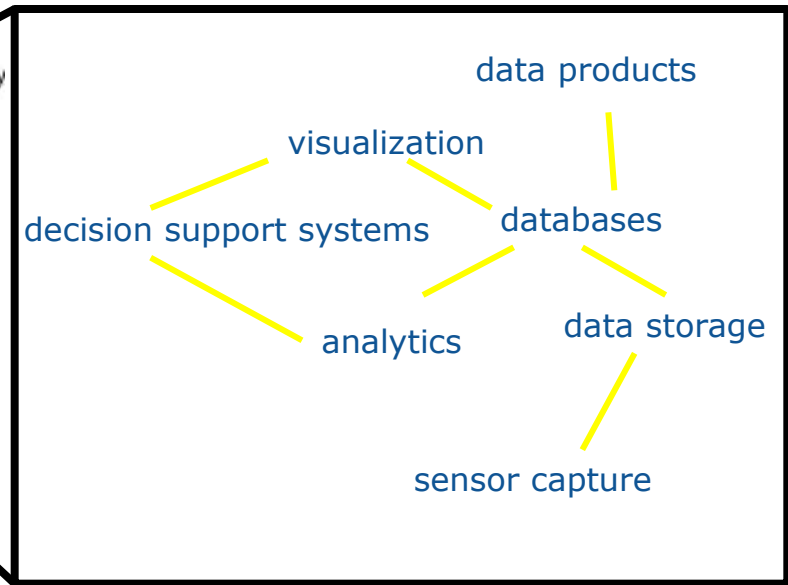 data products
visualization
databases
decision support systems
data storage
analytics
sensor capture